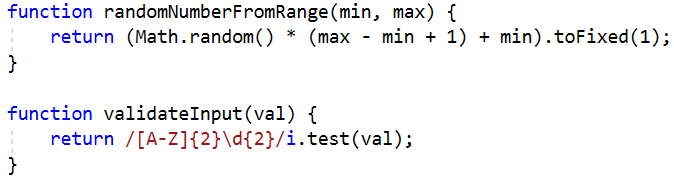 function randomNumberFromRange(min, max) {
    return (Math.random() * (max - min + 1) + min).toFixed(1);
}

function validateInput(val) {
    return /[A-Z]{2}\d{2}/i.test(val);
}